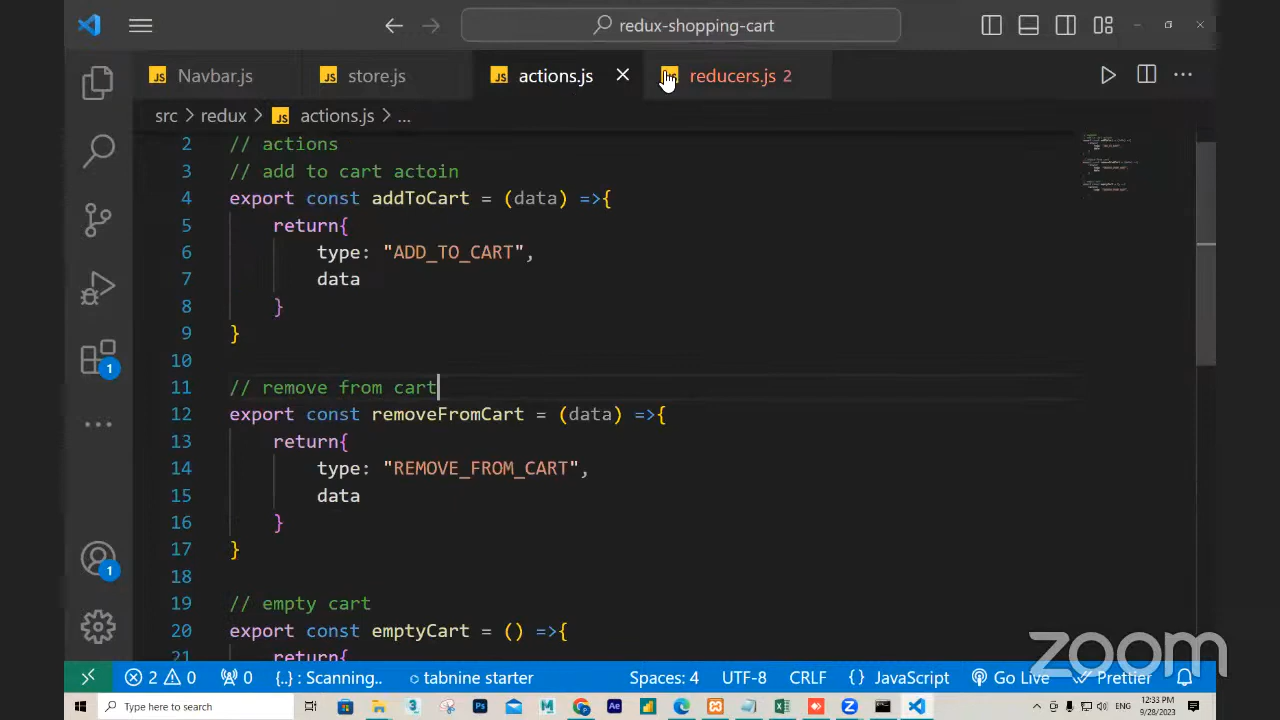 redux-shopping-cart
JS Navbar.js
JS store.js
JS actions.js
reducers.js 2
src > redux > JS actions.js > ...
2 // actions
3 // add to cart actoin
4 export const addToCart = (data) =>{
5 return{
6 type: "ADD_TO_CART",
7 data
8 }
9 }
10
11 // remove from cart
12 export const removeFromCart = (data) =>{
13 return{
14 type: "REMOVE_FROM_CART",
15 data
16 }
17 }
18
19 // empty cart
20 export const emptyCart = () =>{
21 return{
1
1
zoom
2 0 0 {..} : Scanning.. tabnine starter Spaces: 4 UTF-8 CRLF {} JavaScript Go Live Prettier
Type here to search
12:33 PM
9/28/2023